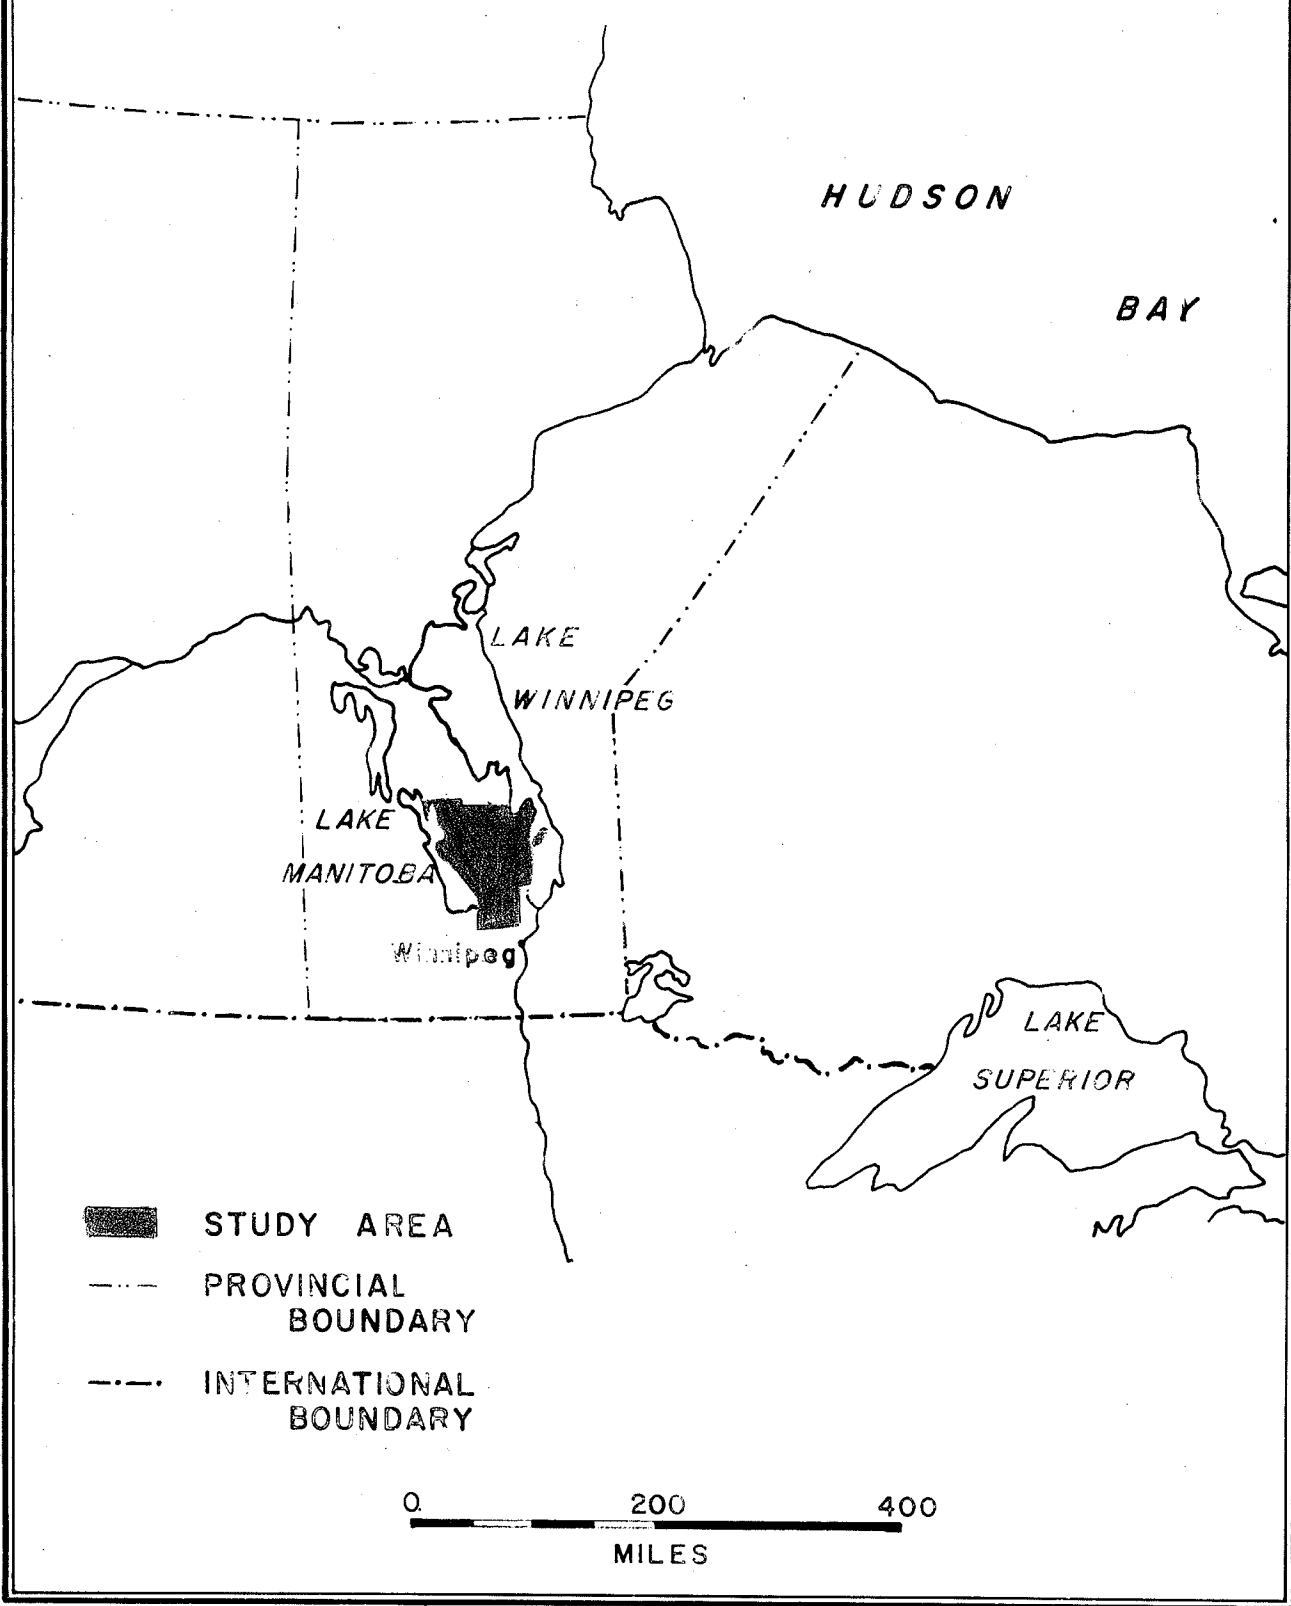 HUDSON
BAY
LAKE
WINNIPEG
LAKE
MANITOBA
Winnipeg
LAKE
SUPERIOR
STUDY AREA
PROVINCIAL
BOUNDARY
INTERNATIONAL
BOUNDARY
0 200 400
MILES